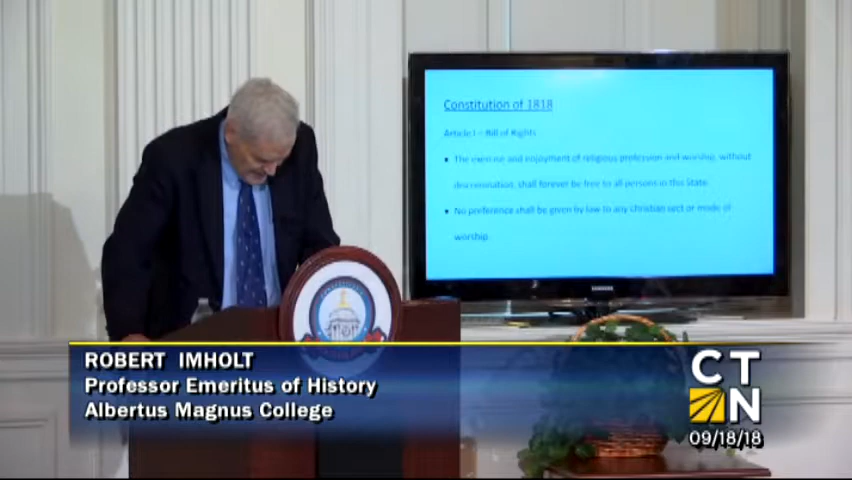 Constitution of 1818
Article I – Bill of Rights
• The exercise and enjoyment of religious profession and worship, without
discrimination, shall forever be free to all persons in this State.
• No preference shall be given by law to any Christian sect or mode of
worship.
SAMSUNG
ROBERT IMHOLT
Professor Emeritus of History
Albertus Magnus College
CT
N
09/18/18